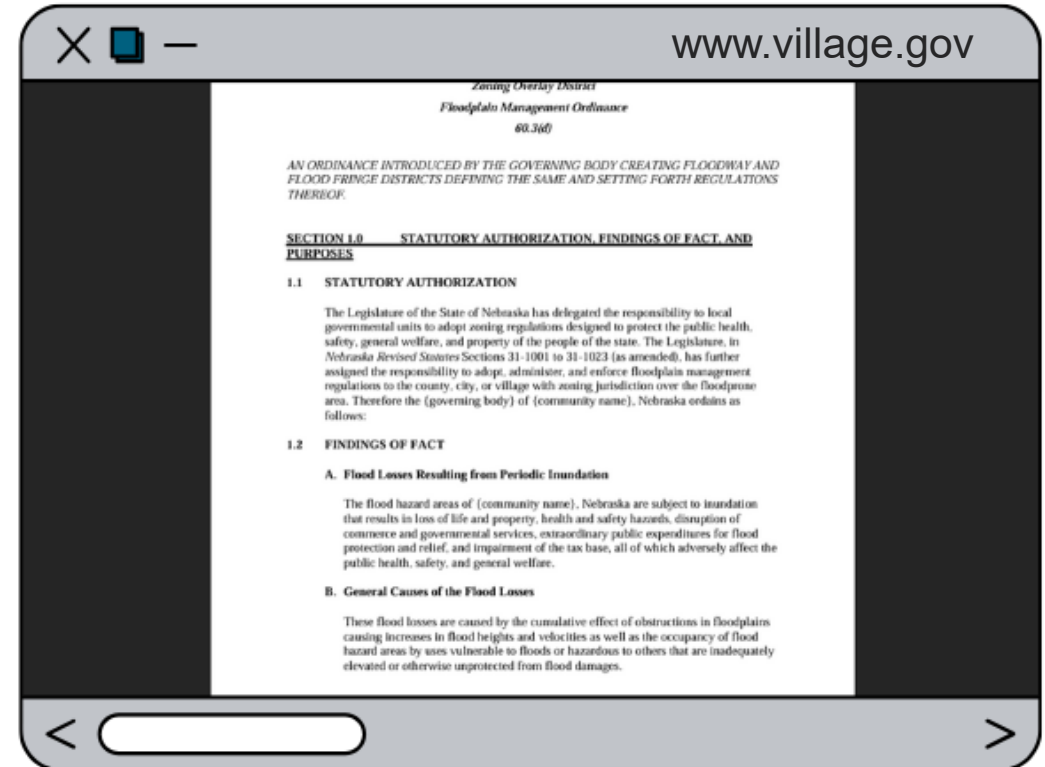 www.village.gov
Zoning Overlay District
Floodplain Management Ordinance
60.3(d)
AN ORDINANCE INTRODUCED BY THE GOVERNING BODY CREATING FLOODWAY AND
FLOOD FRINGE DISTRICTS DEFINING THE SAME AND SETTING FORTH REGULATIONS
THEREOF.
SECTION 1.0 STATUTORY AUTHORIZATION, FINDINGS OF FACT, AND
PURPOSES
1.1 STATUTORY AUTHORIZATION
The Legislature of the State of Nebraska has delegated the responsibility to local
governmental units to adopt zoning regulations designed to protect the public health,
safety, general welfare, and property of the people of the state. The Legislature, in
Nebraska Revised Statutes Sections 31-1001 to 31-1023 (as amended), has further
assigned the responsibility to adopt, administer, and enforce floodplain management
regulations to the county, city, or village with zoning jurisdiction over the floodprone
area. Therefore the {governing body} of {community name}, Nebraska ordains as
follows:
1.2 FINDINGS OF FACT
A. Flood Losses Resulting from Periodic Inundation
The flood hazard areas of {community name}, Nebraska are subject to inundation
that results in loss of life and property, health and safety hazards, disruption of
commerce and governmental services, extraordinary public expenditures for flood
protection and relief, and impairment of the tax base, all of which adversely affect the
public health, safety, and general welfare.
B. General Causes of the Flood Losses
These flood losses are caused by the cumulative effect of obstructions in floodplains
causing increases in flood heights and velocities as well as the occupancy of flood
hazard areas by uses vulnerable to floods or hazardous to others that are inadequately
elevated or otherwise unprotected from flood damages.